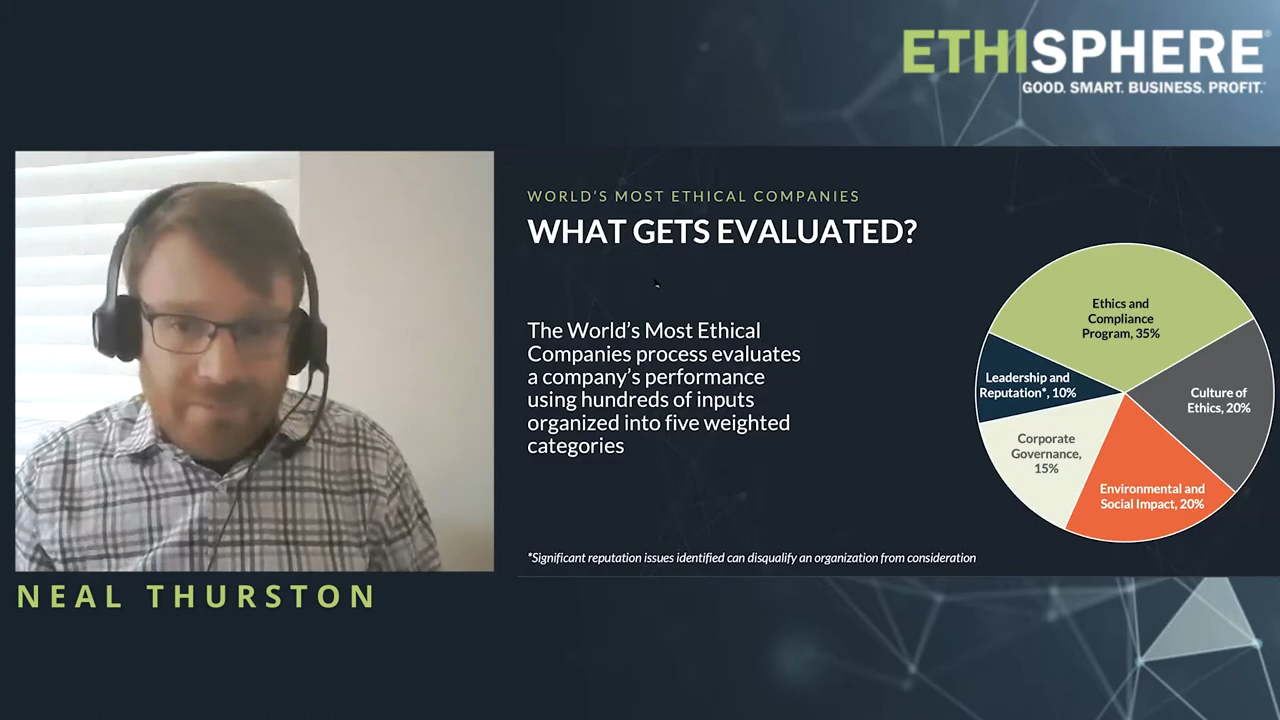 ETHISPHERE®
GOOD. SMART. BUSINESS. PROFIT.®
WORLD'S MOST ETHICAL COMPANIES
WHAT GETS EVALUATED?
The World's Most Ethical
Companies process evaluates
a company's performance
using hundreds of inputs
organized into five weighted
categories
Ethics and
Compliance
Program, 35%
Leadership and
Reputation*, 10%
Culture of
Ethics, 20%
Corporate
Governance,
15%
Environmental and
Social Impact, 20%
*Significant reputation issues identified can disqualify an organization from consideration
NEAL THURSTON